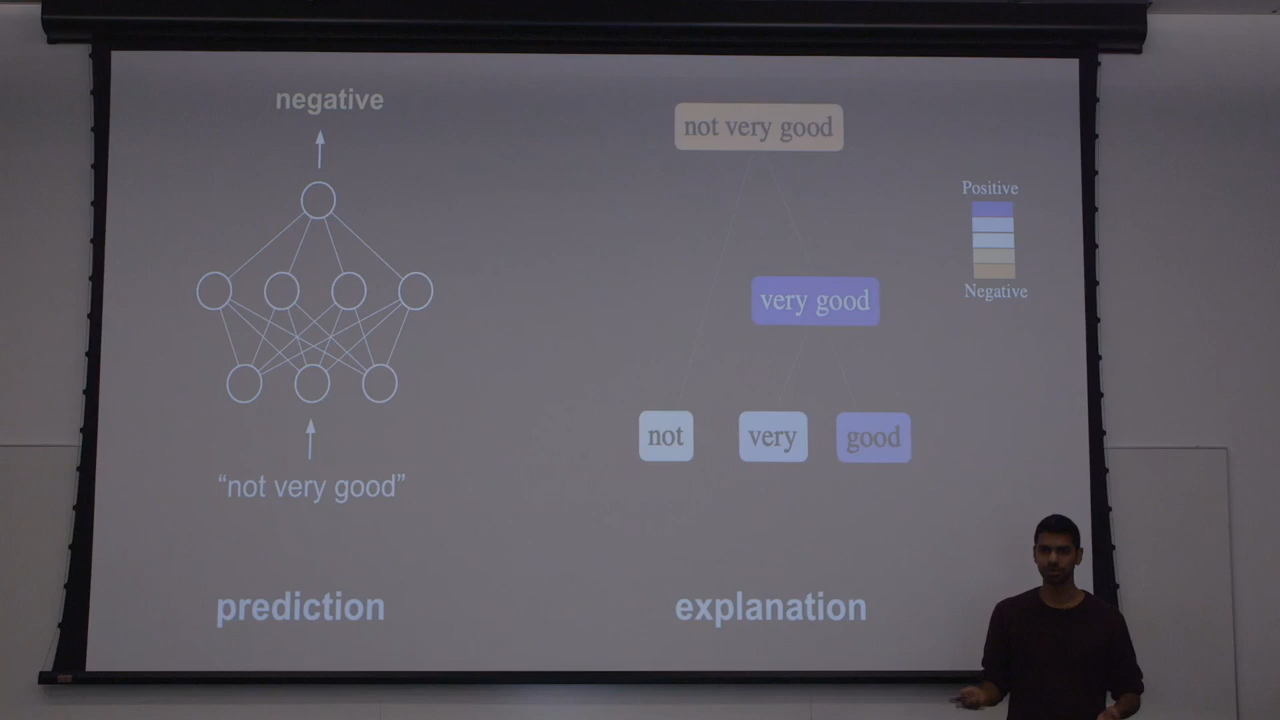 negative
“not very good”
prediction
not very good
very good
not
very
good
explanation
Positive
Negative